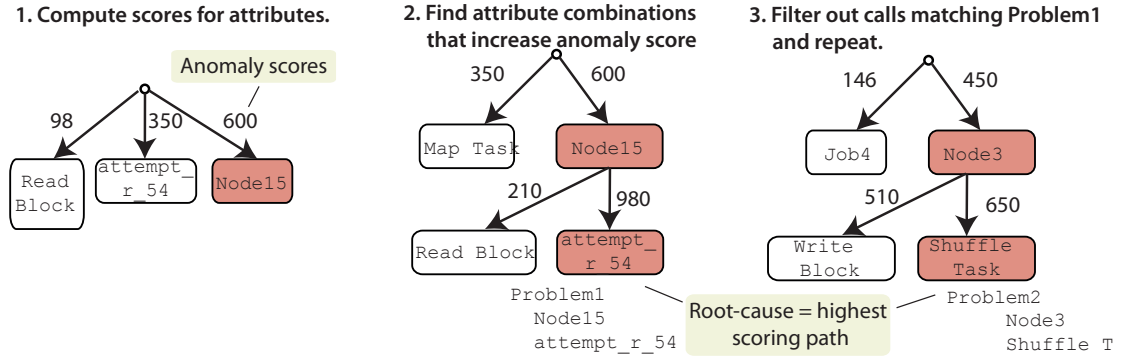 1. Compute scores for attributes.
Anomaly scores
98
350
600
Read
Block
attempt_
r_54
Node15
2. Find attribute combinations
that increase anomaly score
350
600
Map Task
Node15
210
980
Read Block
attempt_
r 54
Problem1
Node15
attempt_r_54
Root-cause = highest
scoring path
3. Filter out calls matching Problem1
and repeat.
146
450
Job4
Node3
510
650
Write
Block
Shuffle
Task
Problem2
Node3
Shuffle T